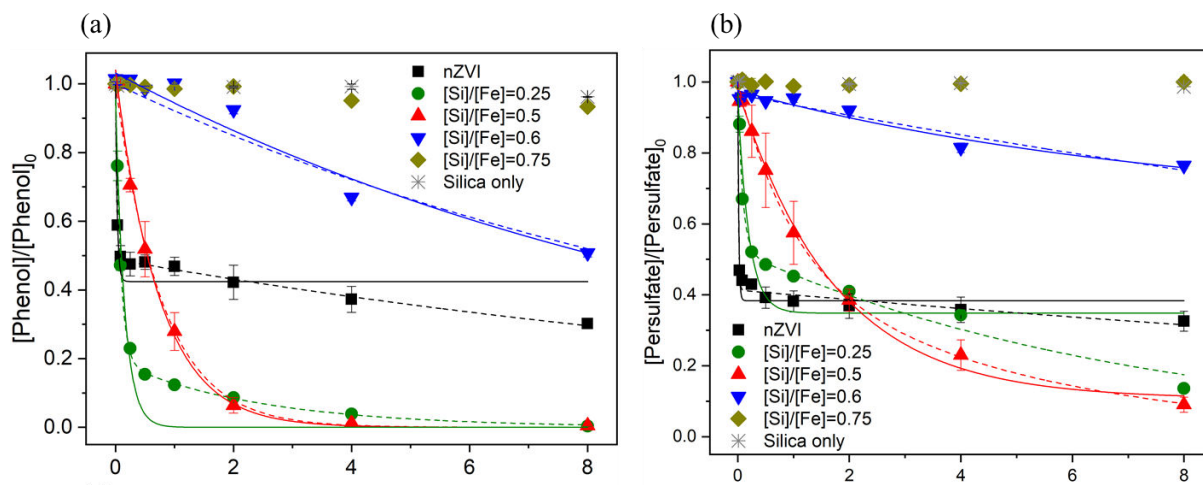 (a)
(b)
[Phenol]/[Phenol]0
1.0
0.8
0.6
0.4
0.2
0.0
nZVI
[Si]/[Fe]=0.25
[Si]/[Fe]=0.5
[Si]/[Fe]=0.6
[Si]/[Fe]=0.75
Silica only
0 2 4 6 8
[Persulfate]/[Persulfate]0
1.0
0.8
0.6
0.4
0.2
0.0
nZVI
[Si]/[Fe]=0.25
[Si]/[Fe]=0.5
[Si]/[Fe]=0.6
[Si]/[Fe]=0.75
Silica only
0 2 4 6 8